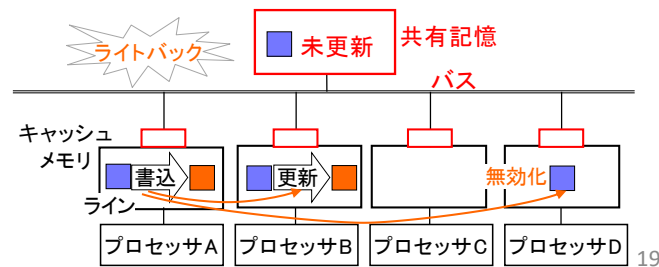 ライトバック
未更新
共有記憶
バス
キャッシュ
メモリ
書込
更新
無効化
ライン
プロセッサA
プロセッサB
プロセッサC
プロセッサD
19